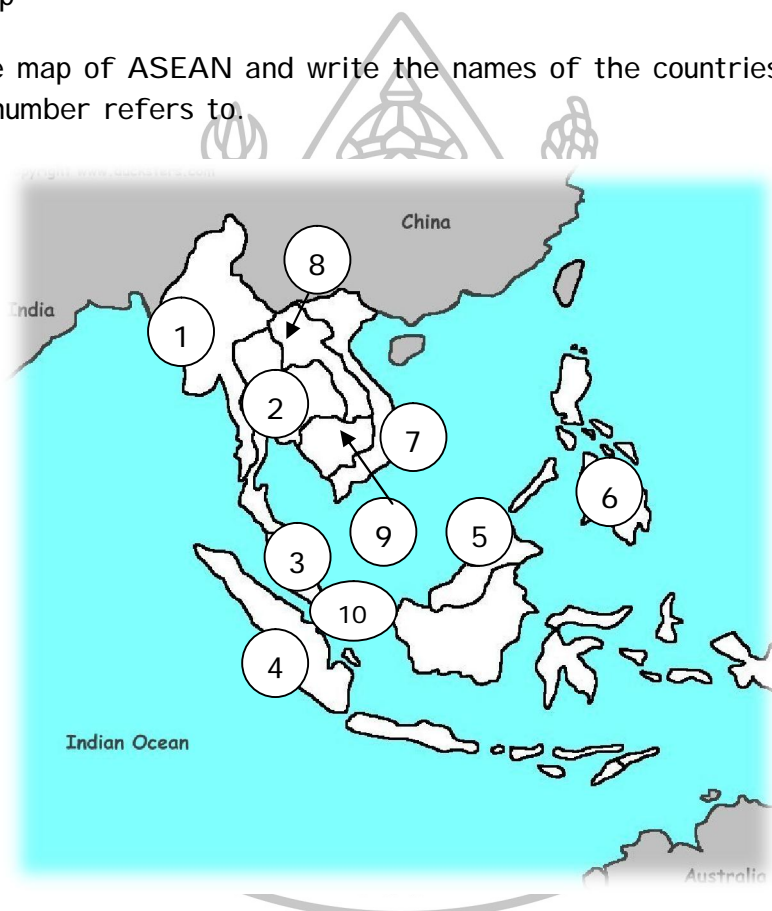 e map of ASEAN and write the names of the countries
number refers to.
China
8
India
1
2
7
6
9
5
3
10
4
Indian Ocean
Australia